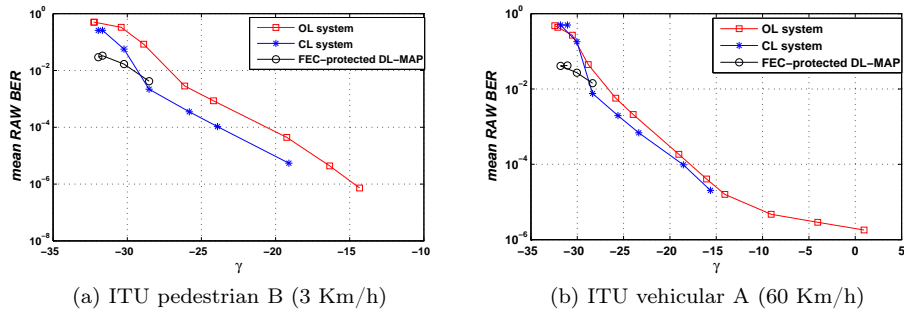 10^0
10^−2
10^−4
10^−6
10^−8
mean RAW BER
−35 −30 −25 −20 −15 −10
γ
OL system
CL system
FEC−protected DL−MAP
(a) ITU pedestrian B (3 Km/h)
10^0
10^−2
10^−4
10^−6
mean RAW BER
−35 −30 −25 −20 −15 −10 −5 0 5
γ
OL system
CL system
FEC−protected DL−MAP
(b) ITU vehicular A (60 Km/h)